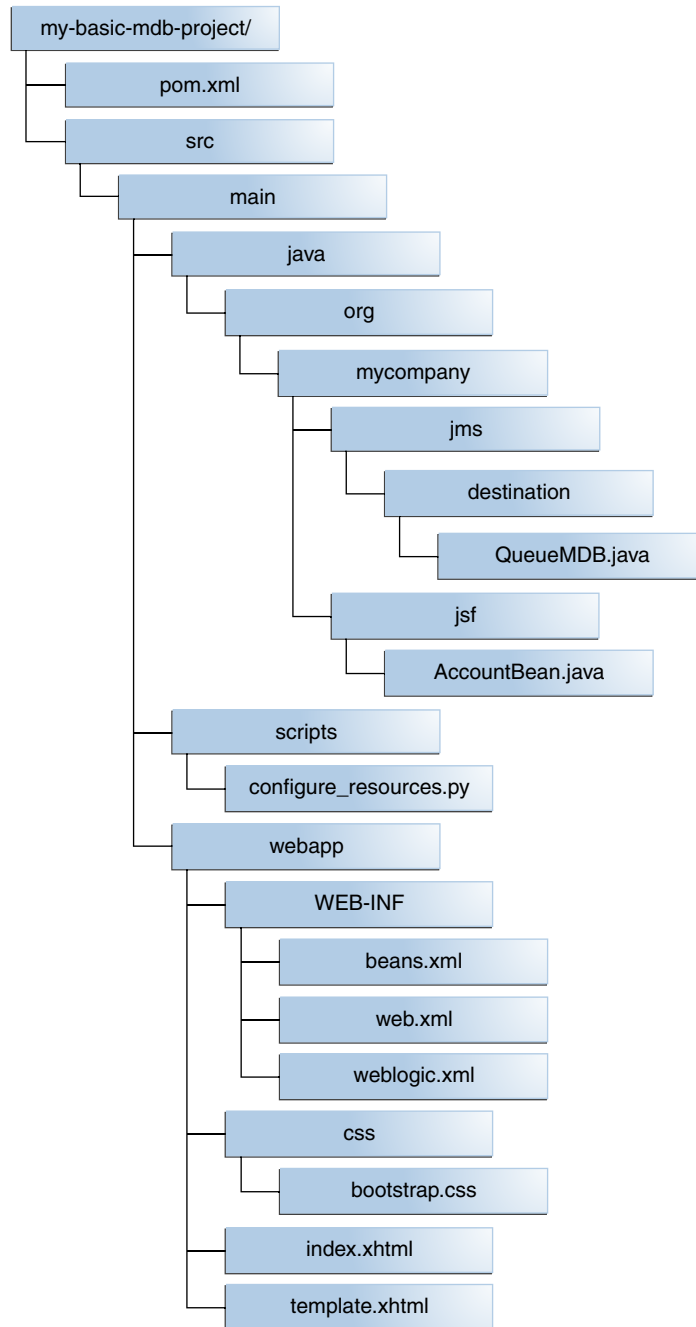 my-basic-mdb-project/
pom.xml
src
main
java
org
mycompany
jms
destination
QueueMDB.java
jsf
AccountBean.java
scripts
configure_resources.py
webapp
WEB-INF
beans.xml
web.xml
weblogic.xml
css
bootstrap.css
index.xhtml
template.xhtml